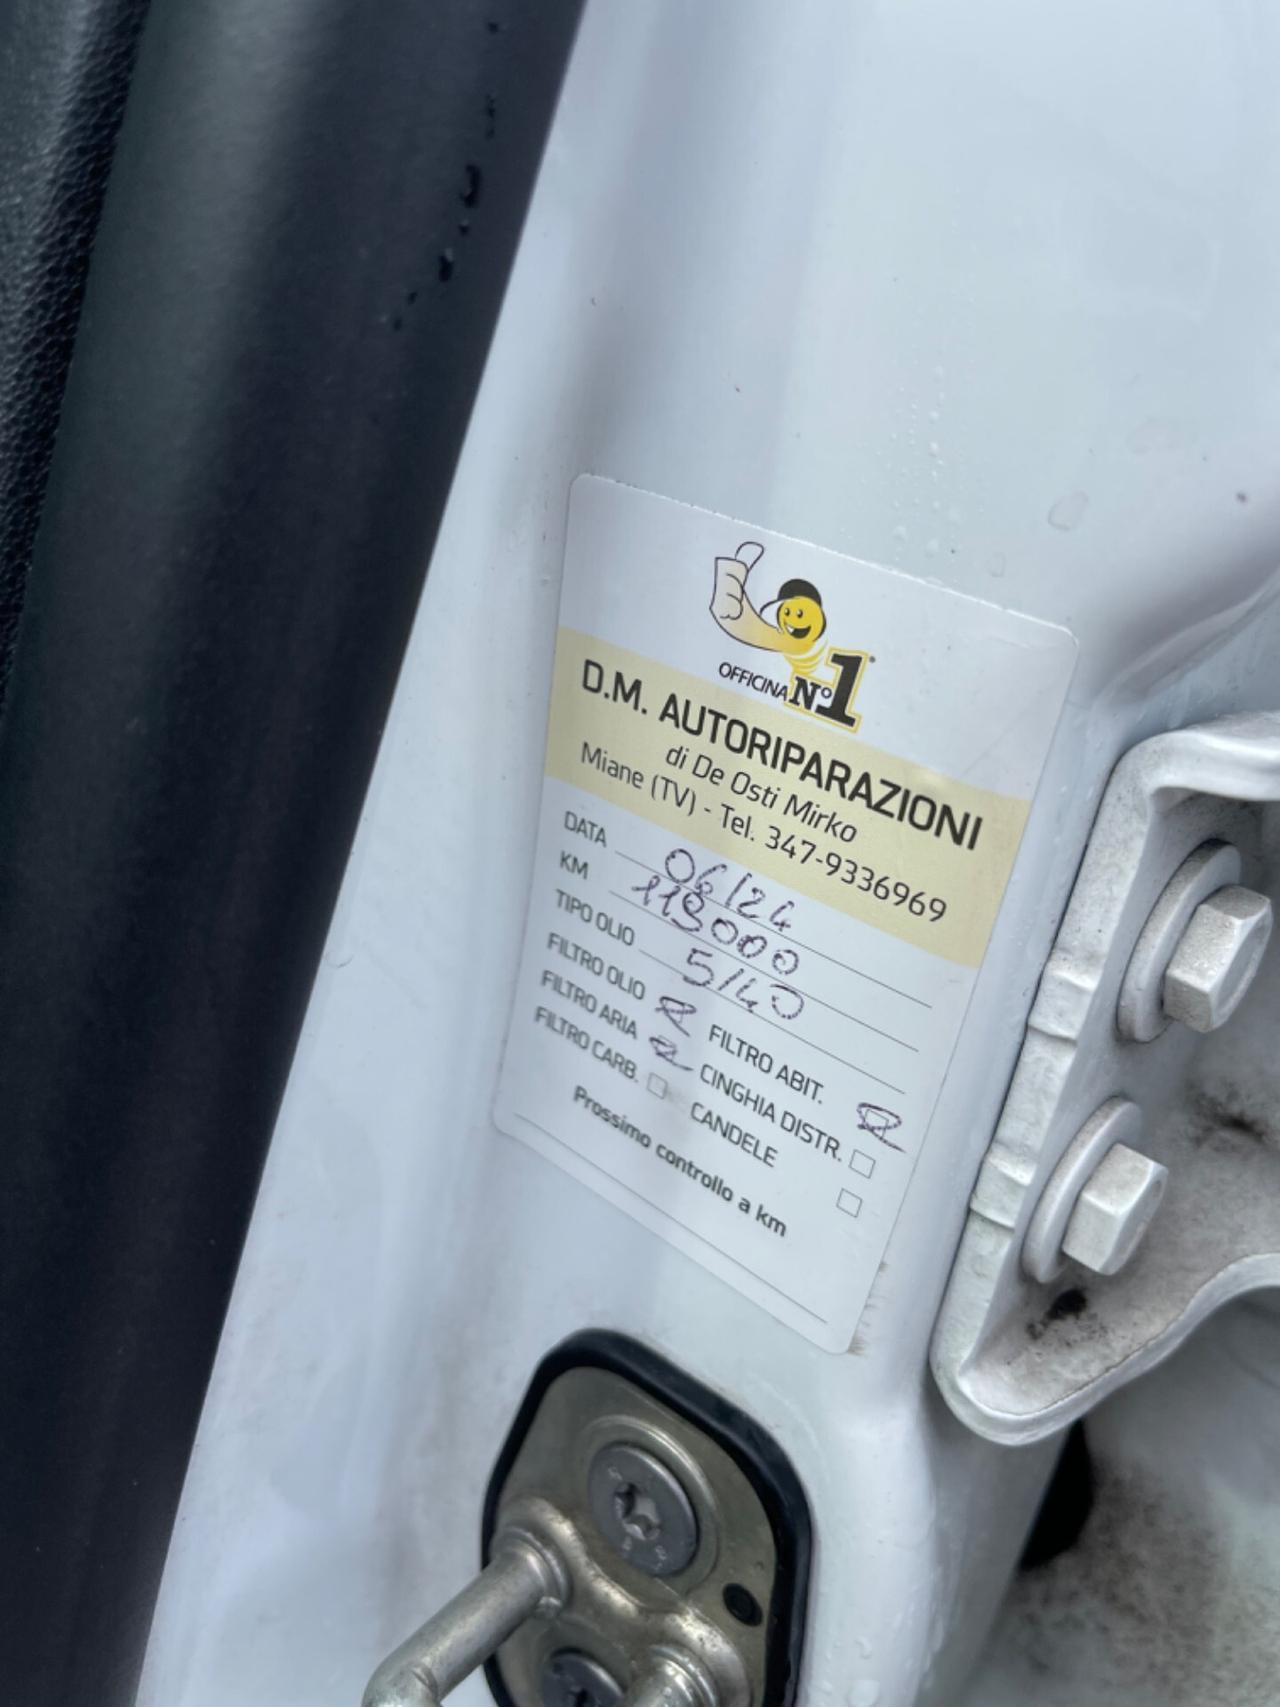 OFFICINA N°1
D.M. AUTORIPARAZIONI
di De Osti Mirko
Miane (TV) - Tel. 347-9336969
DATA 06/24
KM 119000
TIPO OLIO 5/40
FILTRO OLIO FILTRO ABIT.
FILTRO ARIA CINGHIA DISTR.
FILTRO CARB. CANDELE
Prossimo controllo a km